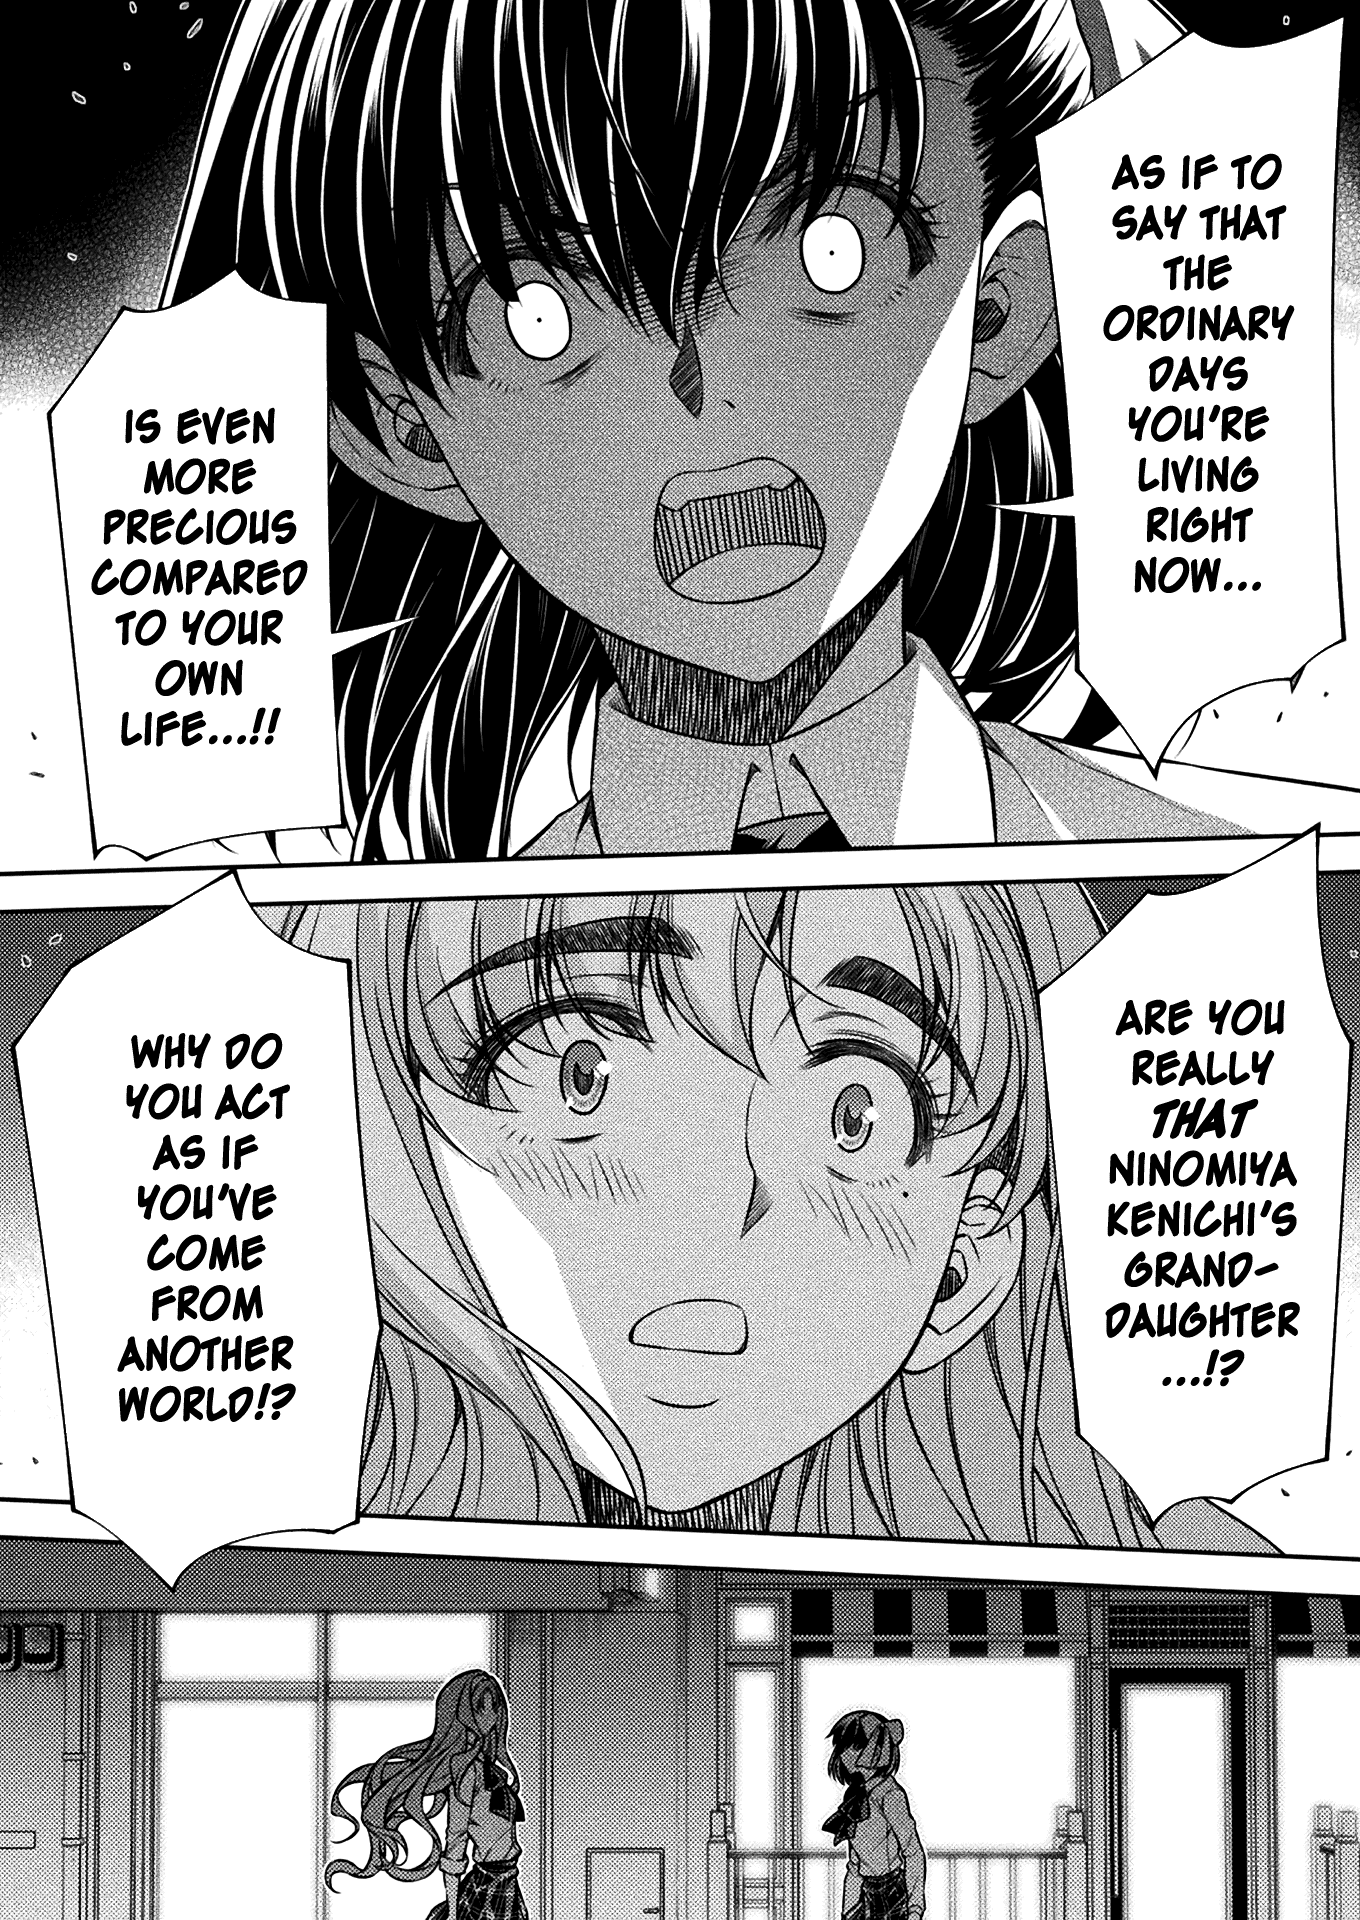 AS IF TO
SAY THAT
THE
ORDINARY
DAYS
YOU'RE
LIVING
RIGHT
NOW...
IS EVEN
MORE
PRECIOUS
COMPARED
TO YOUR
OWN
LIFE...!!
ARE YOU
REALLY
THAT
NINOMIYA
KENICHI'S
GRAND-
DAUGHTER
...!?
WHY DO
YOU ACT
AS IF
YOU'VE
COME
FROM
ANOTHER
WORLD!?